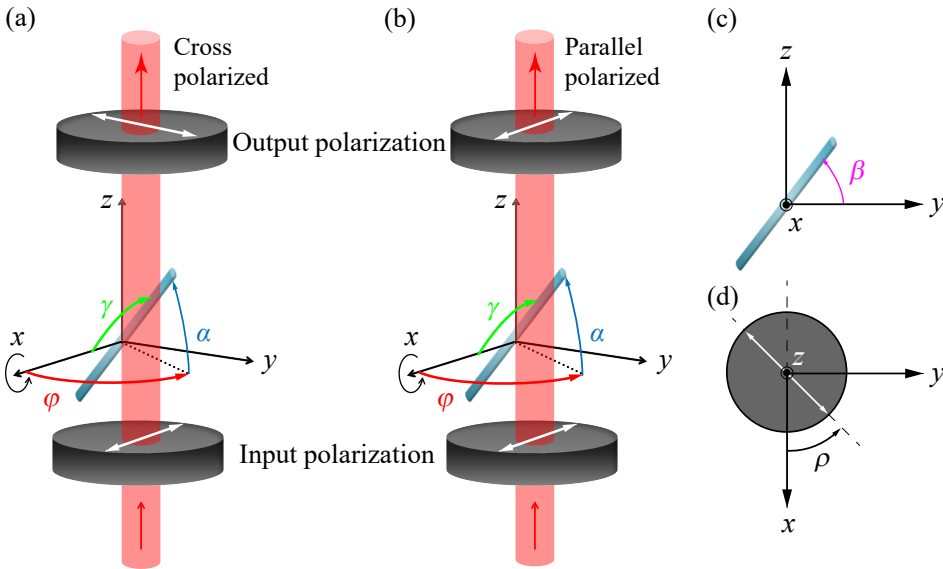 (a)
Cross
polarized
Output polarization
z
γ
α
x
y
φ
Input polarization
(b)
Parallel
polarized
z
γ
α
x
y
φ
(c)
z
β
y
x
(d)
z
y
ρ
x